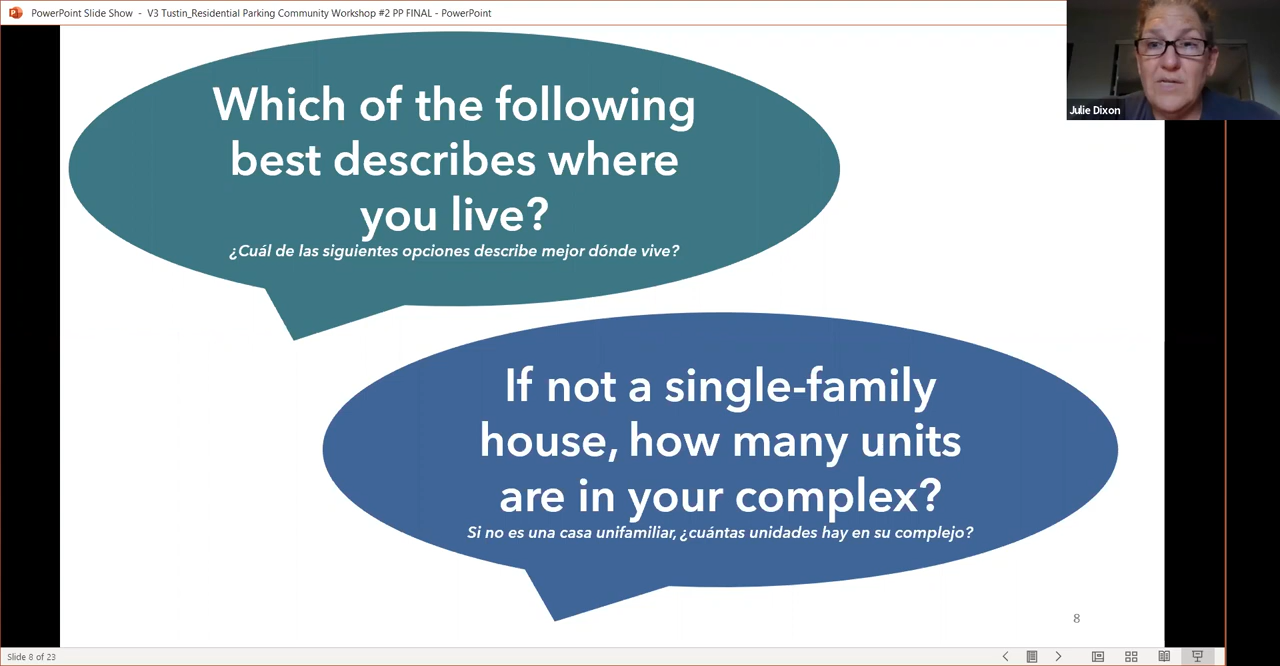 PowerPoint Slide Show - V3 Tustin_Residential Parking Community Workshop #2 PP FINAL - PowerPoint
Julie Dixon
Which of the following
best describes where
you live?
¿Cuál de las siguientes opciones describe mejor dónde vive?
If not a single-family
house, how many units
are in your complex?
Si no es una casa unifamiliar, ¿cuántas unidades hay en su complejo?
8
Slide 8 of 23